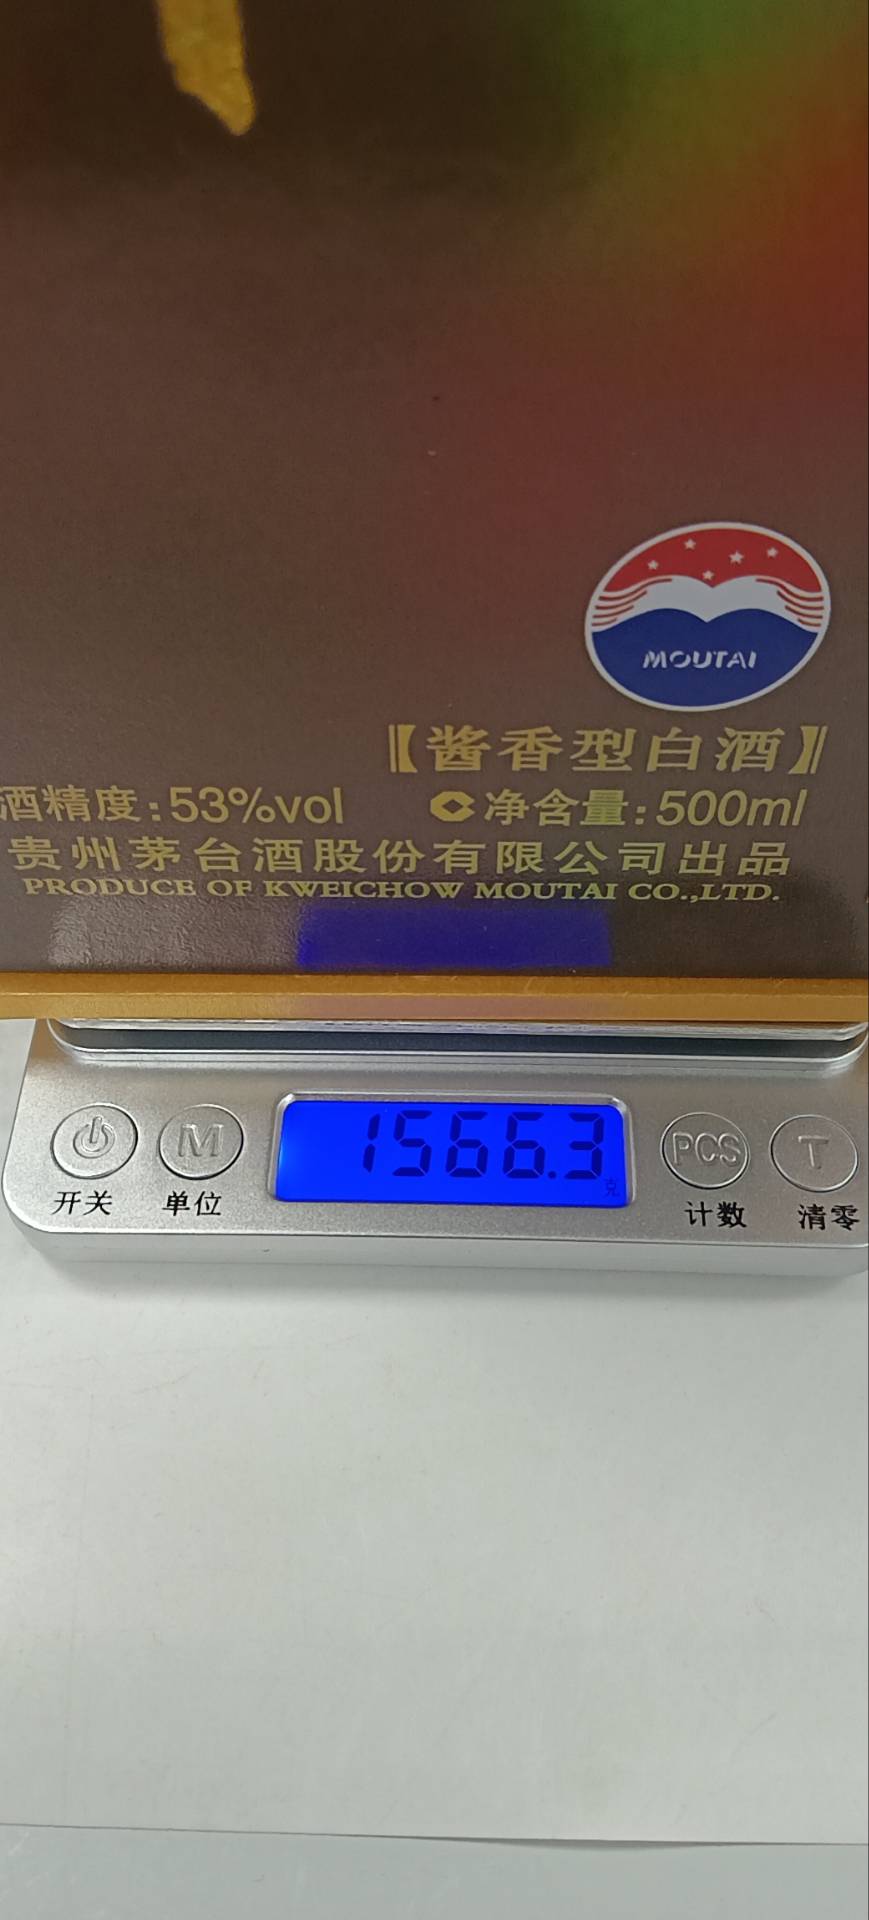 MOUTAI
【酱香型白酒】
酒精度:53%vol 净含量:500ml
贵州茅台酒股份有限公司出品
PRODUCE OF KWEICHOW MOUTAI CO.,LTD.
1566.3
克
M PCS T
开关 单位 计数 清零